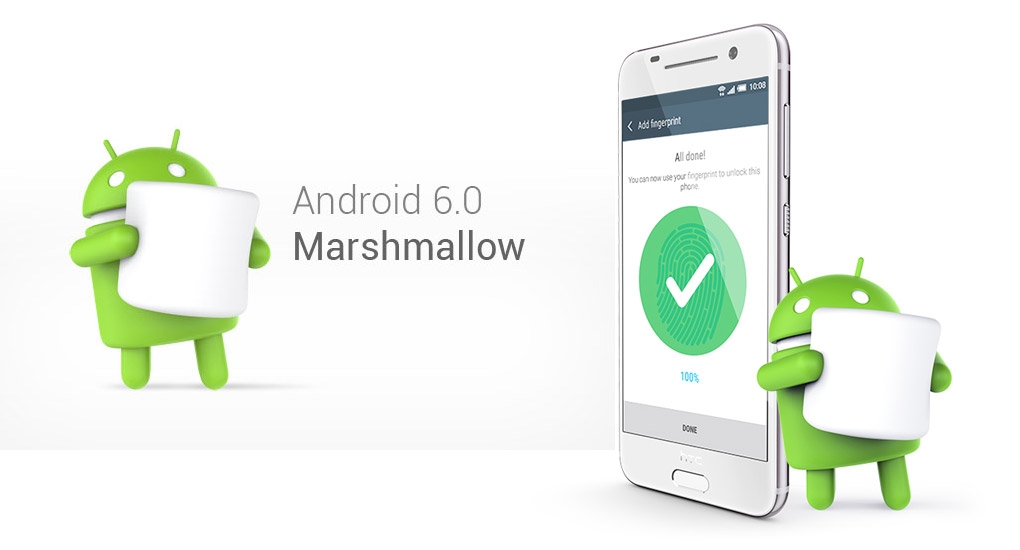 Android 6.0
Marshmallow
10:08
Add fingerprint
All done!
You can now use your fingerprint to unlock this
phone.
100%
DONE
hTC